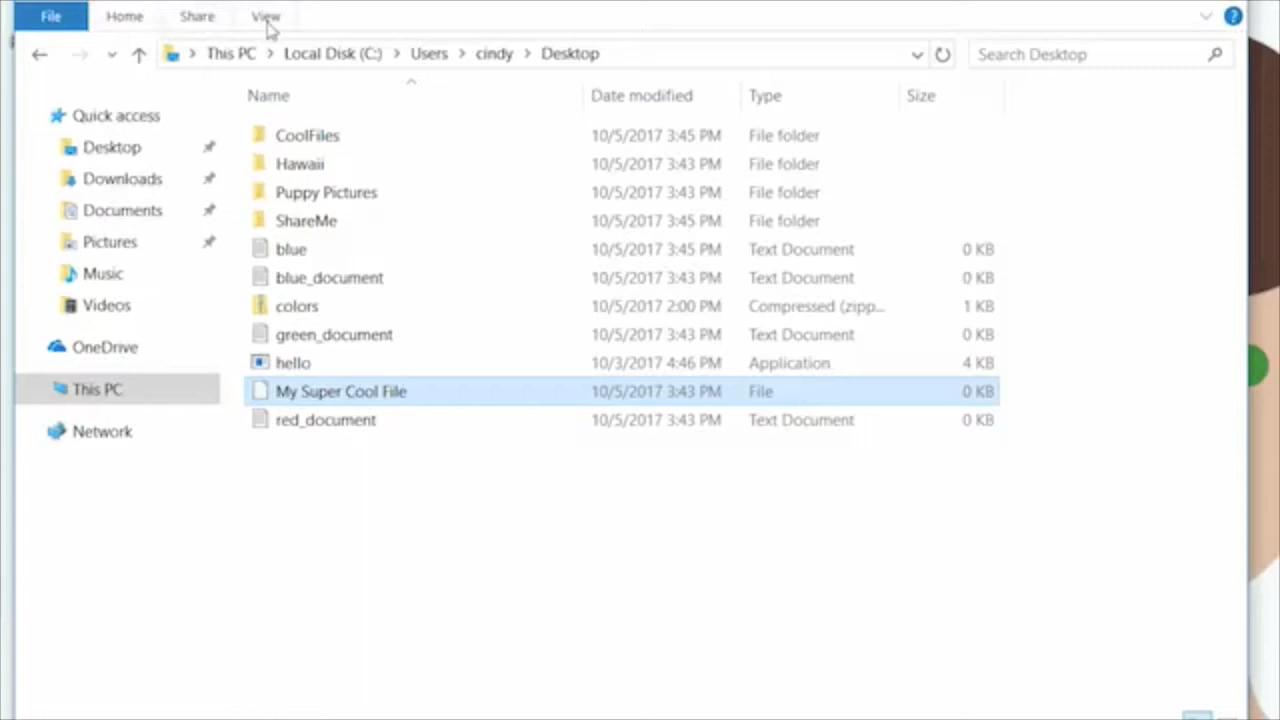 File Home Share View
This PC Local Disk (C:) Users cindy Desktop Search Desktop
Name Date modified Type Size
Quick access
Desktop
Downloads
Documents
Pictures
Music
Videos
OneDrive
This PC
Network
CoolFiles 10/5/2017 3:45 PM File folder
Hawaii 10/5/2017 3:43 PM File folder
Puppy Pictures 10/5/2017 3:43 PM File folder
ShareMe 10/5/2017 3:45 PM File folder
blue 10/5/2017 3:45 PM Text Document 0 KB
blue_document 10/5/2017 3:43 PM Text Document 0 KB
colors 10/5/2017 2:00 PM Compressed (zipp... 1 KB
green_document 10/5/2017 3:43 PM Text Document 0 KB
hello 10/3/2017 4:46 PM Application 4 KB
My Super Cool File 10/5/2017 3:43 PM File 0 KB
red_document 10/5/2017 3:43 PM Text Document 0 KB